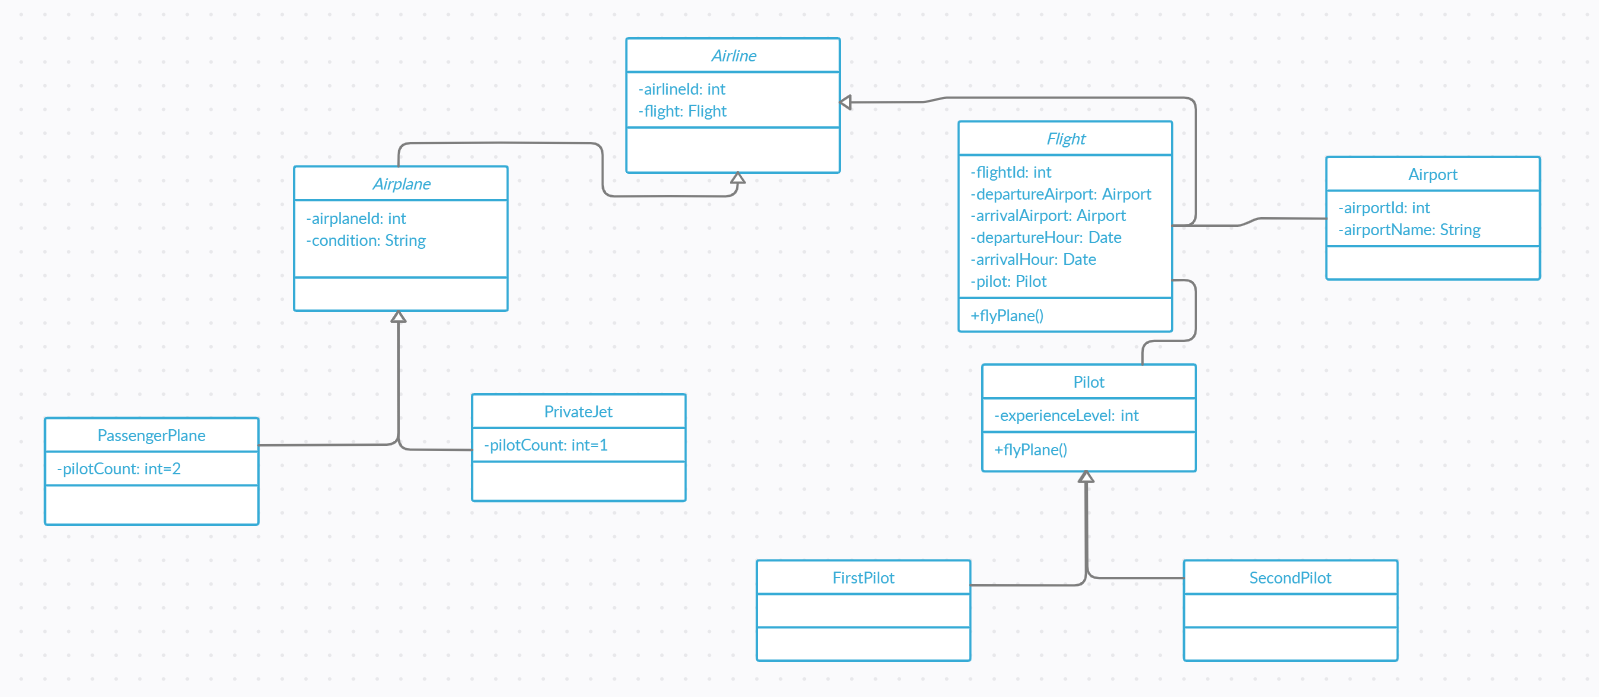 Airline
-airlineId: int
-flight: Flight
Flight
-flightId: int
-departureAirport: Airport
-arrivalAirport: Airport
-departureHour: Date
-arrivalHour: Date
-pilot: Pilot
+flyPlane()
Airport
-airportId: int
-airportName: String
Airplane
-airplaneId: int
-condition: String
PassengerPlane
-pilotCount: int=2
PrivateJet
-pilotCount: int=1
Pilot
-experienceLevel: int
+flyPlane()
FirstPilot
SecondPilot